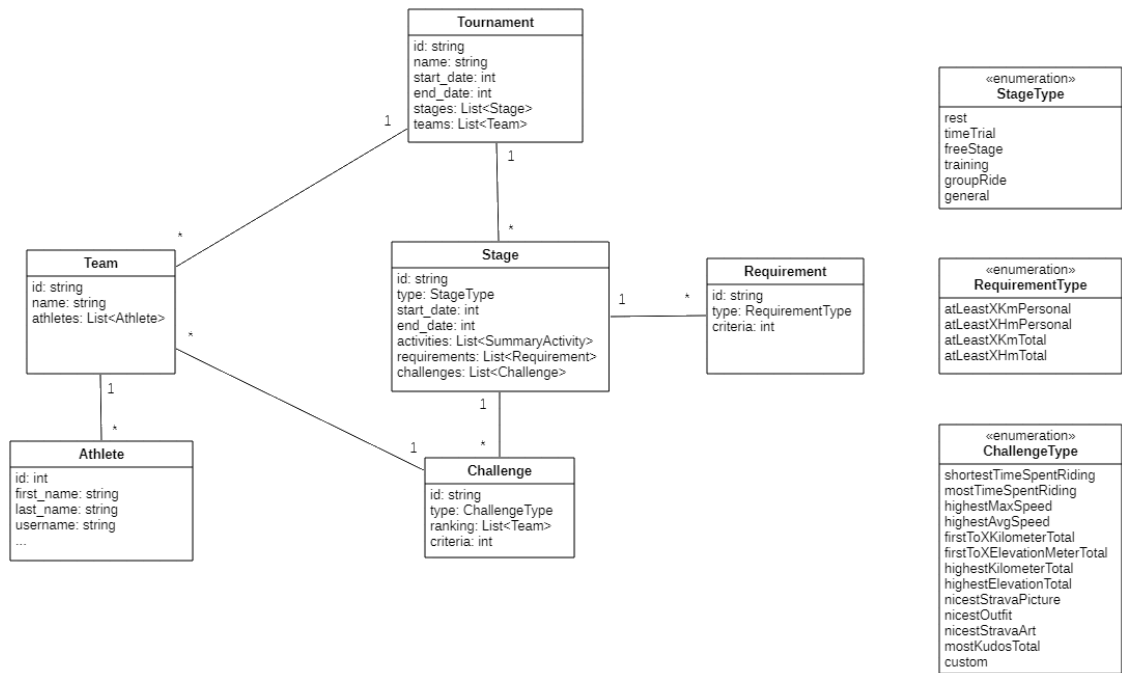 Tournament
id: string
name: string
start_date: int
end_date: int
stages: List<Stage>
teams: List<Team>
1
1
*
*
Team
id: string
name: string
athletes: List<Athlete>
*
1
*
Athlete
id: int
first_name: string
last_name: string
username: string
...
Stage
id: string
type: StageType
start_date: int
end_date: int
activities: List<SummaryActivity>
requirements: List<Requirement>
challenges: List<Challenge>
1
*
1
*
1
Challenge
id: string
type: ChallengeType
ranking: List<Team>
criteria: int
Requirement
id: string
type: RequirementType
criteria: int
«enumeration»
StageType
rest
timeTrial
freeStage
training
groupRide
general
«enumeration»
RequirementType
atLeastXKmPersonal
atLeastXHmPersonal
atLeastXKmTotal
atLeastXHmTotal
«enumeration»
ChallengeType
shortestTimeSpentRiding
mostTimeSpentRiding
highestMaxSpeed
highestAvgSpeed
firstToXKilometerTotal
firstToXElevationMeterTotal
highestKilometerTotal
highestElevationTotal
nicestStravaPicture
nicestOutfit
nicestStravaArt
mostKudosTotal
custom